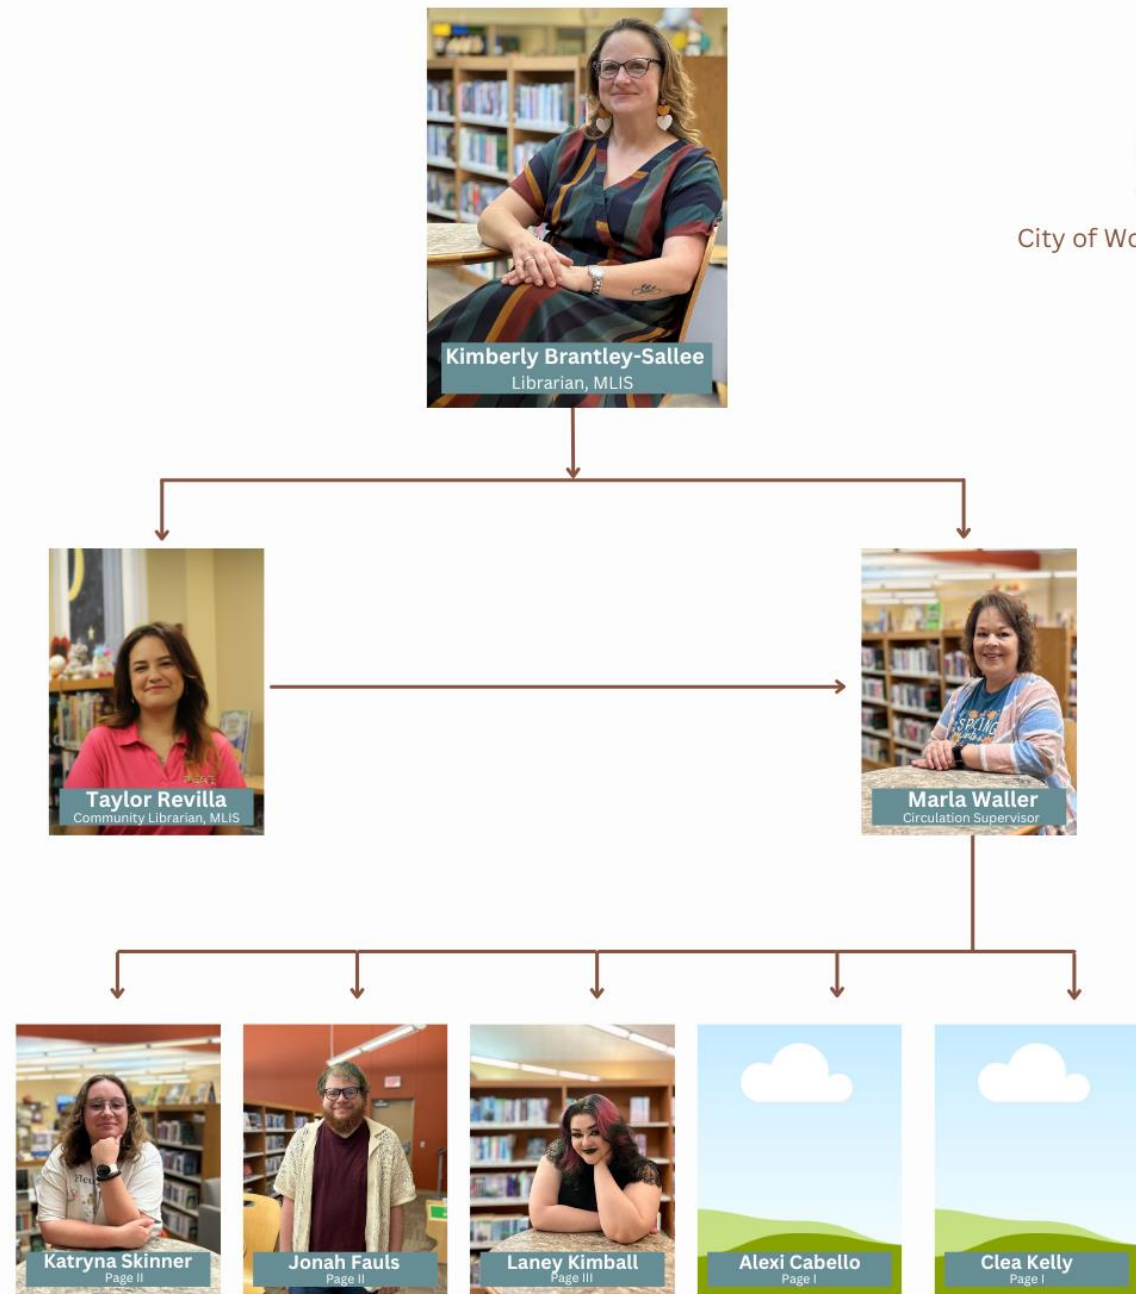 City of Wo
Kimberly Brantley-Sallee
Librarian, MLIS
Taylor Revilla
Community Librarian, MLIS
SPRING
Marla Waller
Circulation Supervisor
Katryna Skinner
Page II
Jonah Fauls
Page II
Laney Kimball
Page III
Alexi Cabello
Page I
Clea Kelly
Page I